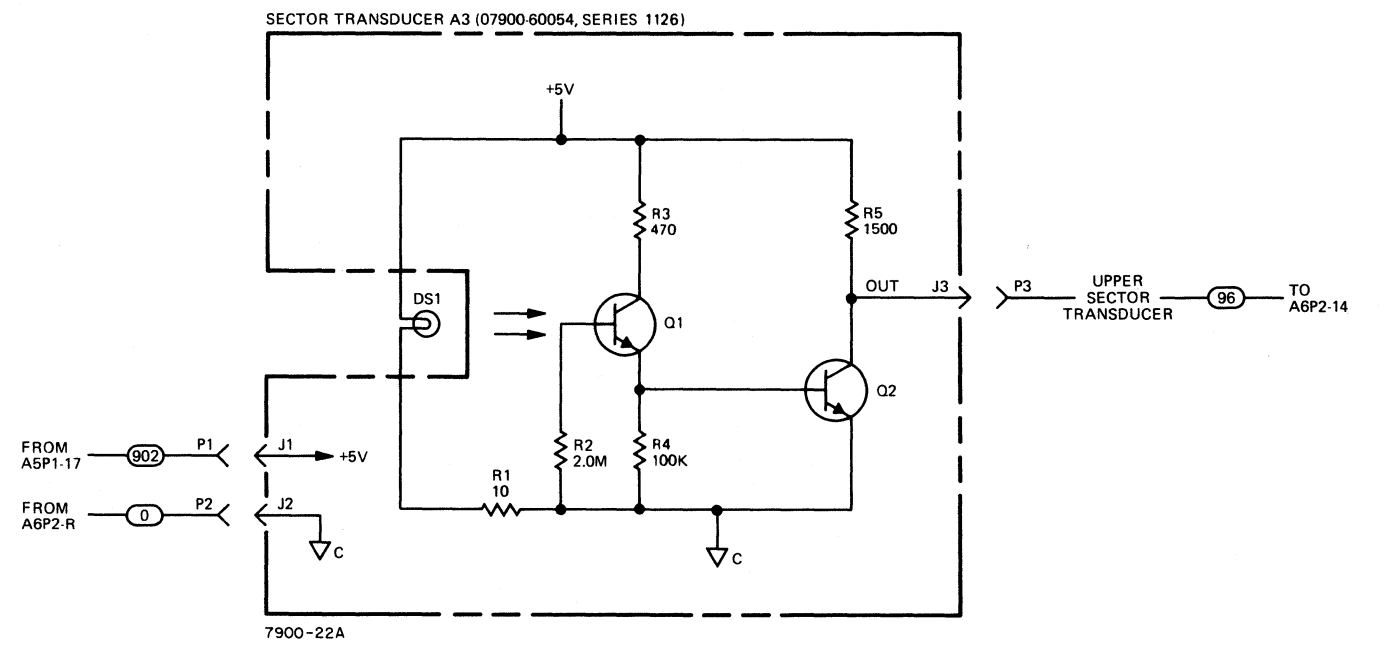 SECTOR TRANSDUCER A3 (07900-60054, SERIES 1126)
+5V
R3
470
R5
1500
OUT
J3
P3
UPPER
SECTOR
TRANSDUCER
96
TO
A6P2-14
DS1
Q1
Q2
FROM
A5P1-17
902
P1
J1
+5V
R2
2.0M
R4
100K
R1
10
FROM
A6P2-R
0
P2
J2
C
C
7900-22A